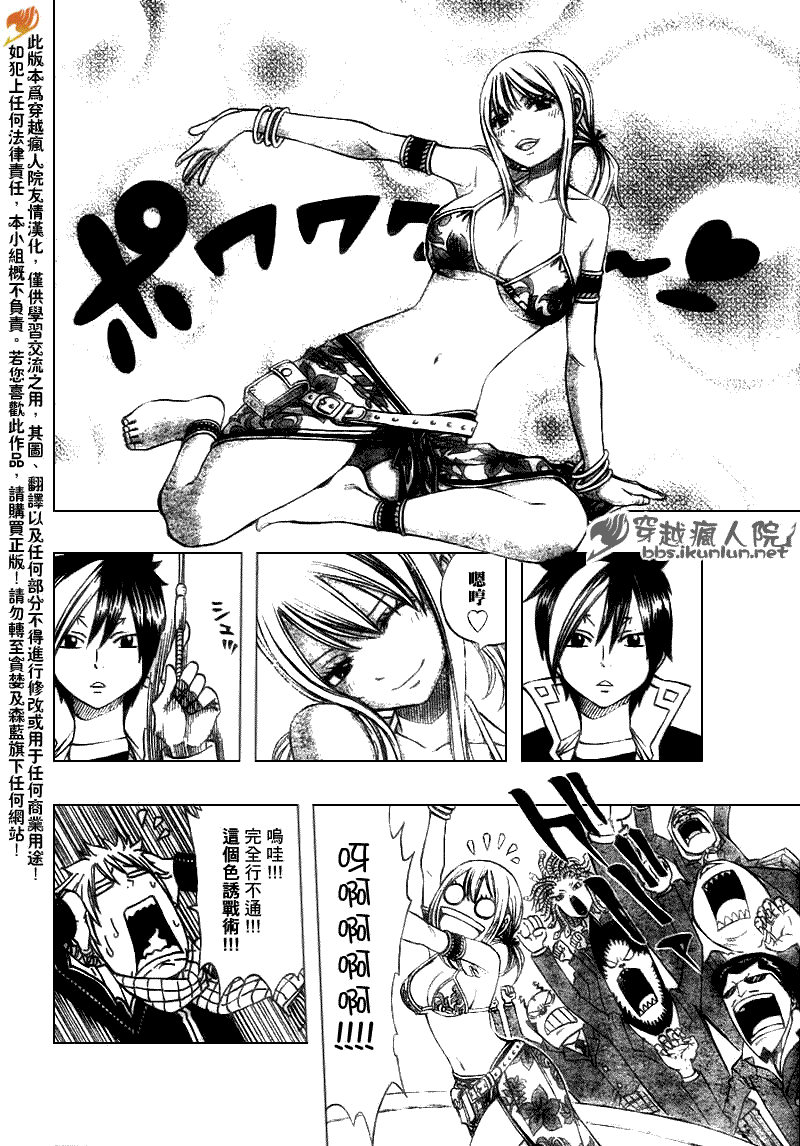 此版本爲穿越瘋人院友情漢化，僅供學習交流之用，其圖、翻譯以及任何部分不得進行修改或用于任何商業用途！
如犯上任何法律責任，本小組概不負責。若您喜歡此作品，請購買正版！請勿轉至貪婪及森藍旗下任何網站！
ポワワワワ〜♥
穿越瘋人院
bbs.ikunlun.net
嗯哼♡
呀啊啊啊啊!!!!
嗚哇!!!
完全行不通!!!
這個色誘戰術!!!